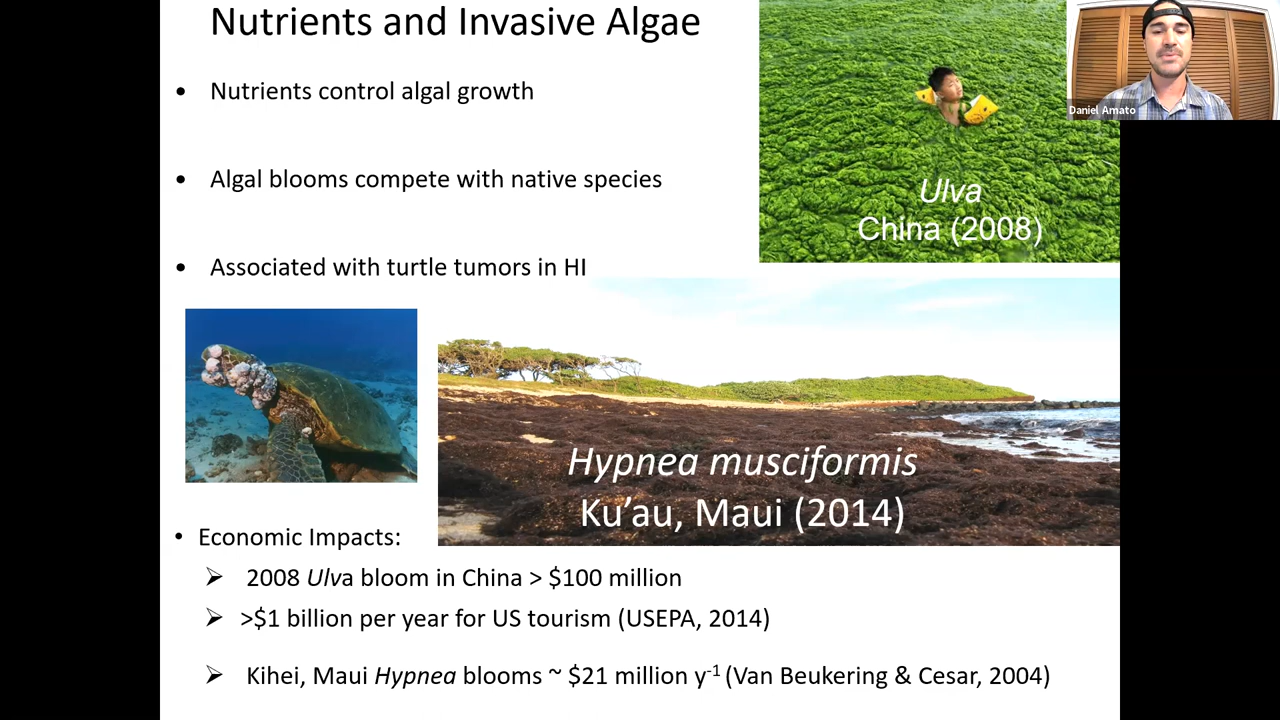 Nutrients and Invasive Algae
• Nutrients control algal growth
• Algal blooms compete with native species
• Associated with turtle tumors in HI
Daniel Amato
Ulva
China (2008)
Hypnea musciformis
Ku’au, Maui (2014)
• Economic Impacts:
➢ 2008 Ulva bloom in China > $100 million
➢ >$1 billion per year for US tourism (USEPA, 2014)
➢ Kihei, Maui Hypnea blooms ~ $21 million y-1 (Van Beukering & Cesar, 2004)